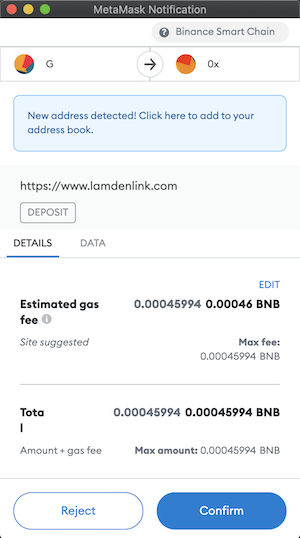 MetaMask Notification
Binance Smart Chain
G 0x
New address detected! Click here to add to your
address book.
https://www.lamdenlink.com
DEPOSIT
DETAILS DATA
EDIT
Estimated gas 0.00045994 0.00046 BNB
fee
Site suggested Max fee:
0.00045994 BNB
Tota 0.00045994 0.00045994 BNB
l
Amount + gas fee Max amount: 0.00045994 BNB
Reject Confirm